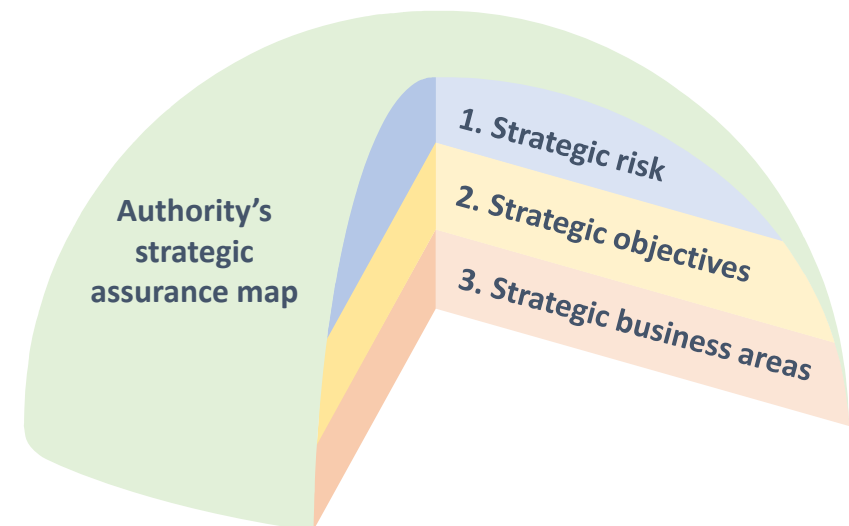 Authority’s
strategic
assurance map
1. Strategic risk
2. Strategic objectives
3. Strategic business areas